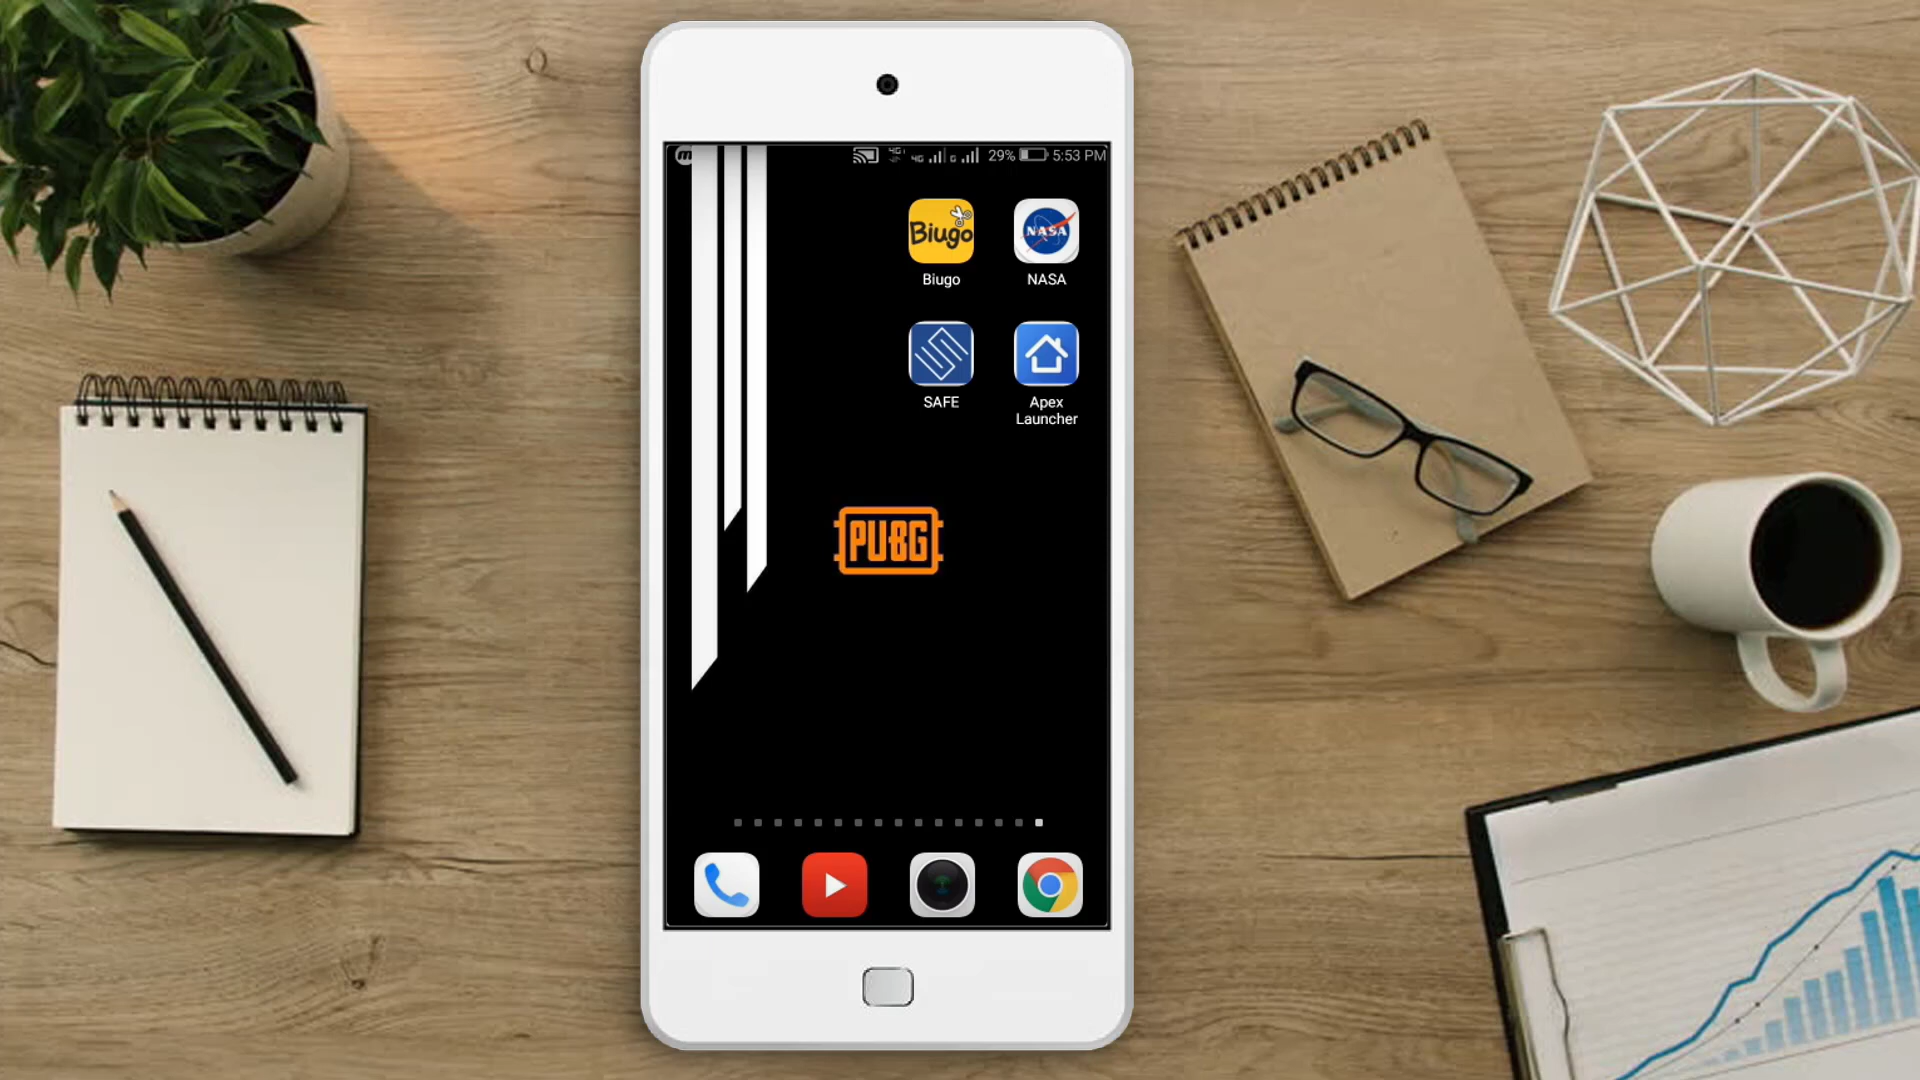 29% 5:53 PM
Biugo
NASA
Biugo
NASA
SAFE
Apex
Launcher
PUBG